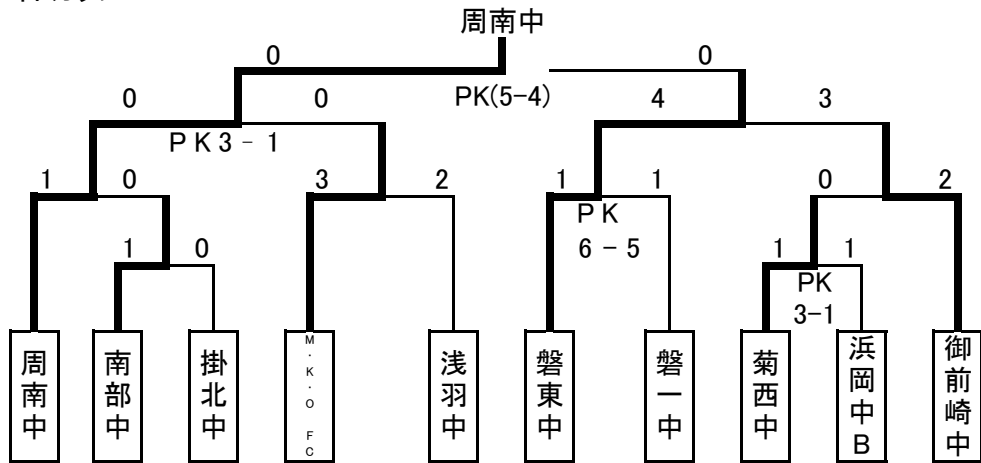 周南中
0 0
PK(5-4)
0 0 4 3
PK3-1
1 0 3 2 1 1 0 2
PK
6-5
1 0 1 1
PK
3-1
周南中
南部中
掛北中
M・K・O FC
浅羽中
磐東中
磐一中
菊西中
浜岡中B
御前崎中